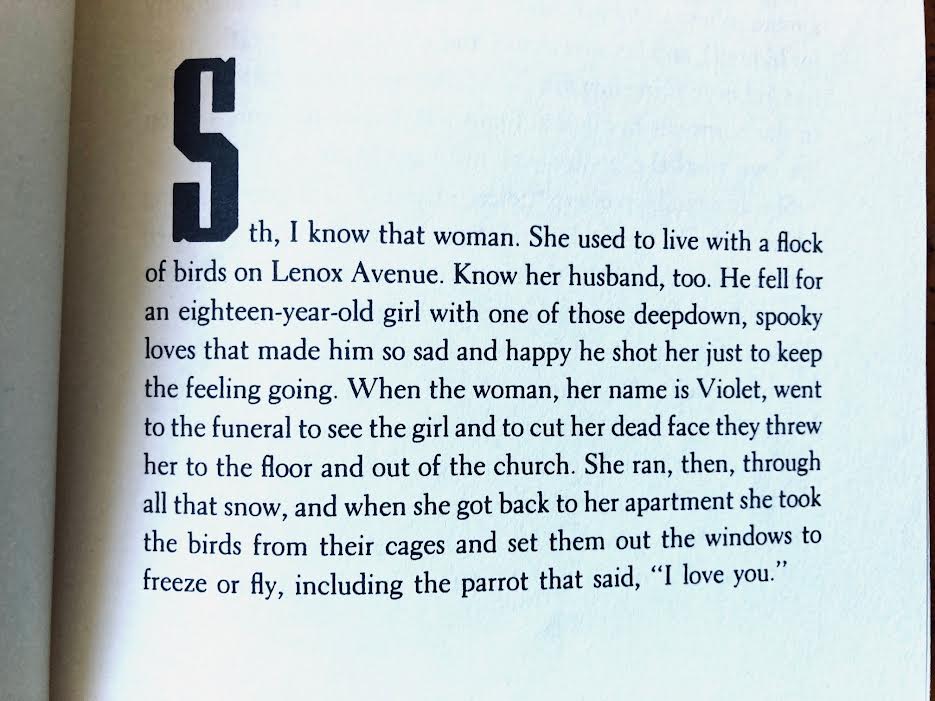 Sth, I know that woman. She used to live with a flock
of birds on Lenox Avenue. Know her husband, too. He fell for
an eighteen-year-old girl with one of those deepdown, spooky
loves that made him so sad and happy he shot her just to keep
the feeling going. When the woman, her name is Violet, went
to the funeral to see the girl and to cut her dead face they threw
her to the floor and out of the church. She ran, then, through
all that snow, and when she got back to her apartment she took
the birds from their cages and set them out the windows to
freeze or fly, including the parrot that said, “I love you.”